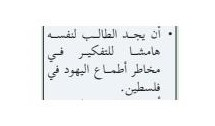 • أن يجد الطالب لنفسه
هامشا للتفكير في
مخاطر أطماع اليهود في
فلسطين.